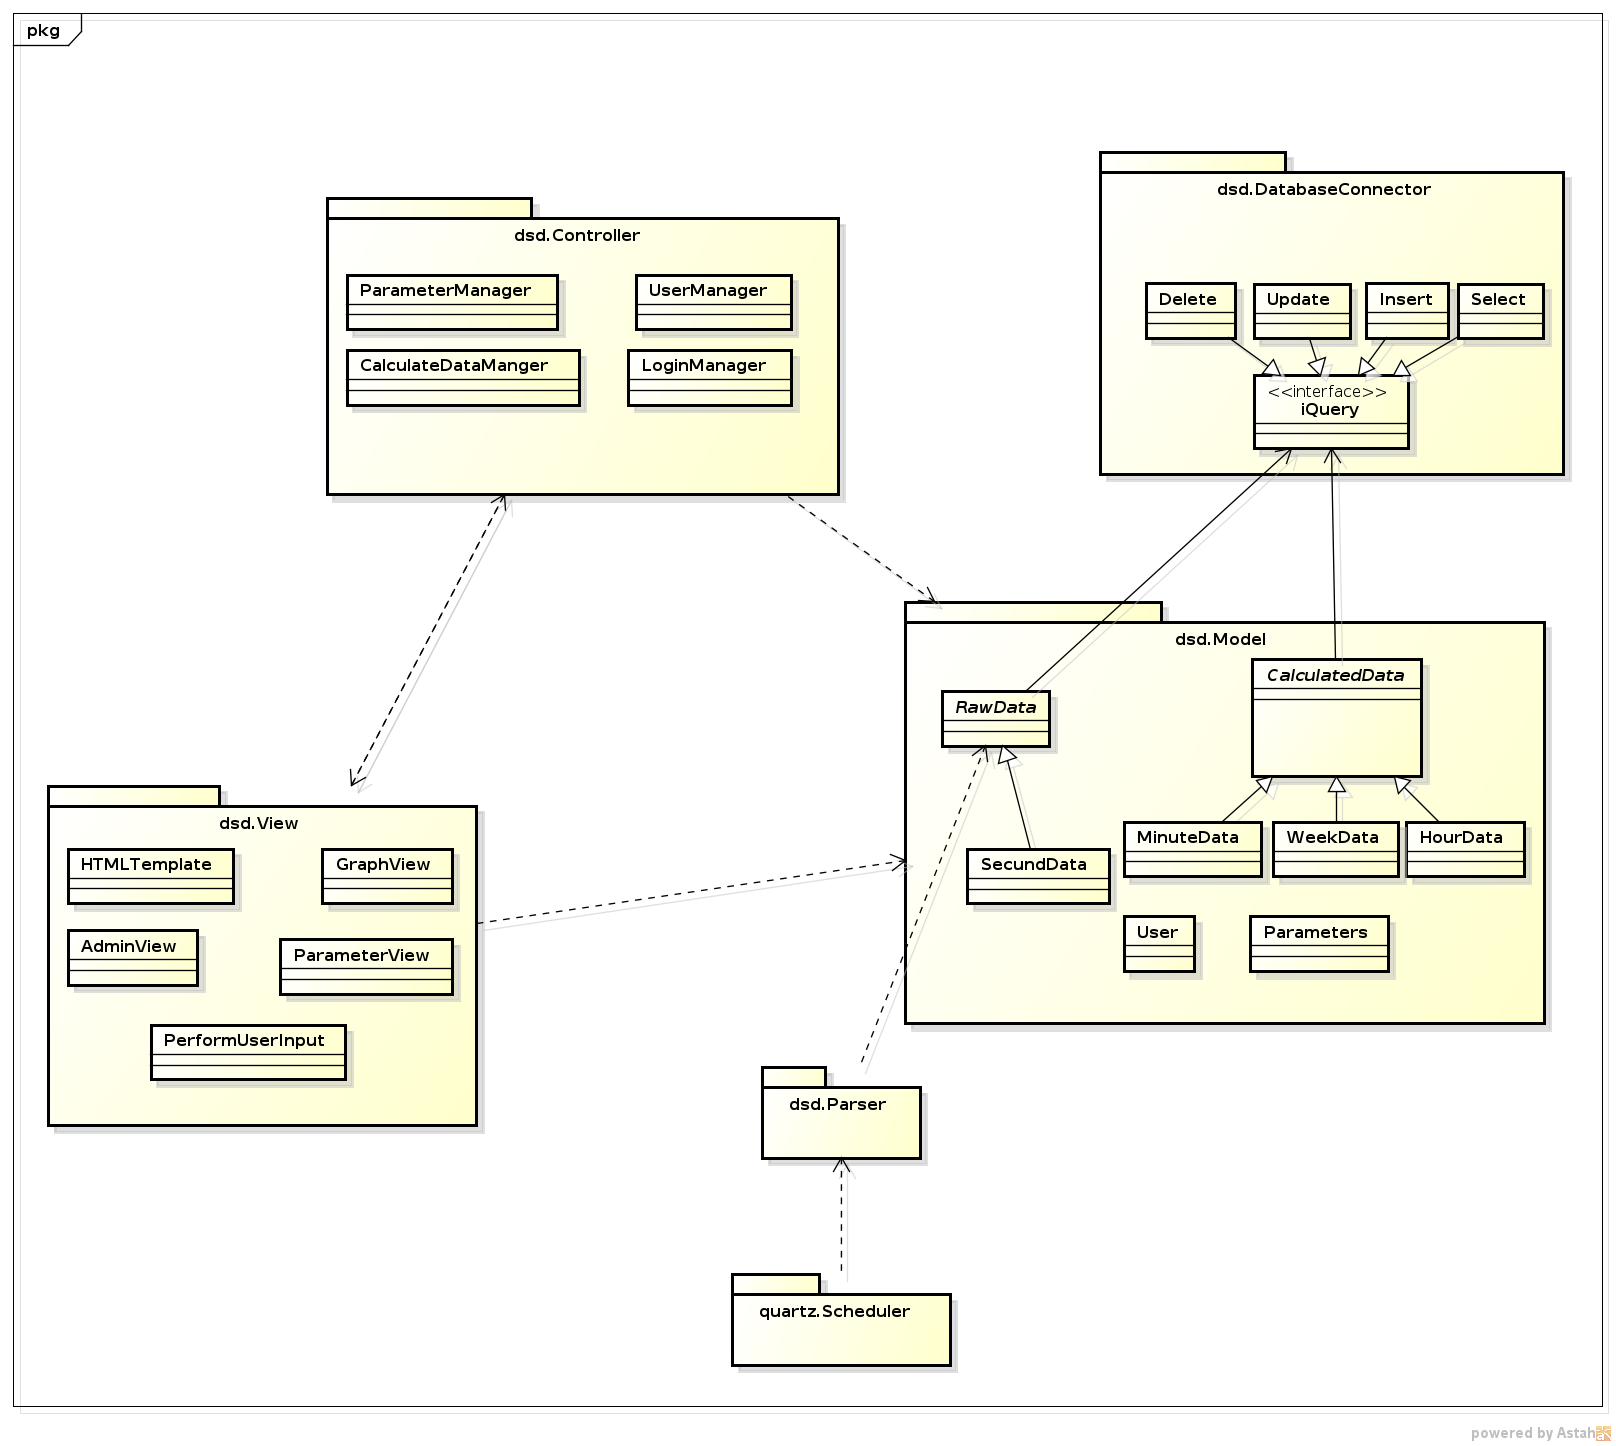 pkg
dsd.DatabaseConnector
Delete
Update
Insert
Select
<<interface>>
iQuery
dsd.Controller
ParameterManager
UserManager
CalculateDataManger
LoginManager
dsd.Model
RawData
CalculatedData
SecundData
MinuteData
WeekData
HourData
User
Parameters
dsd.View
HTMLTemplate
GraphView
AdminView
ParameterView
PerformUserInput
dsd.Parser
quartz.Scheduler
powered by Astah